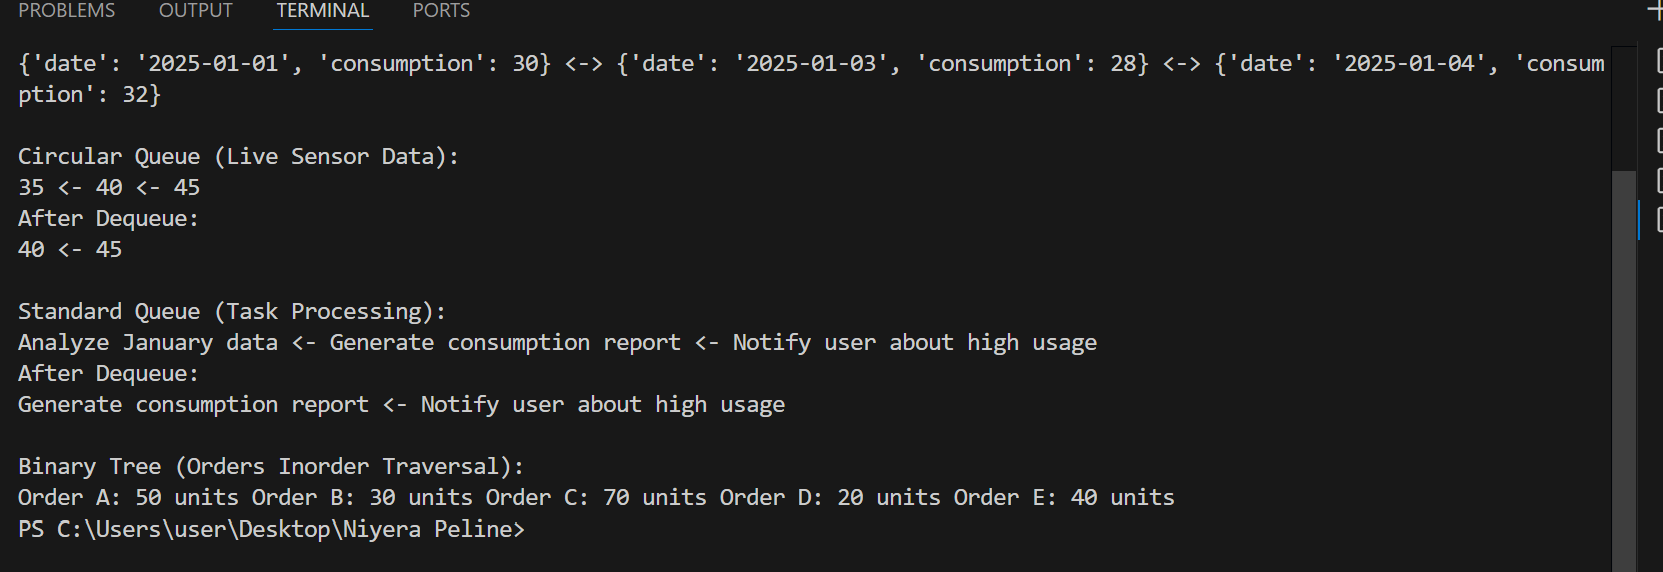 PROBLEMS OUTPUT TERMINAL PORTS
{'date': '2025-01-01', 'consumption': 30} <-> {'date': '2025-01-03', 'consumption': 28} <-> {'date': '2025-01-04', 'consum
ption': 32}
Circular Queue (Live Sensor Data):
35 <- 40 <- 45
After Dequeue:
40 <- 45
Standard Queue (Task Processing):
Analyze January data <- Generate consumption report <- Notify user about high usage
After Dequeue:
Generate consumption report <- Notify user about high usage
Binary Tree (Orders Inorder Traversal):
Order A: 50 units Order B: 30 units Order C: 70 units Order D: 20 units Order E: 40 units
PS C:\Users\user\Desktop\Niyera Peline>